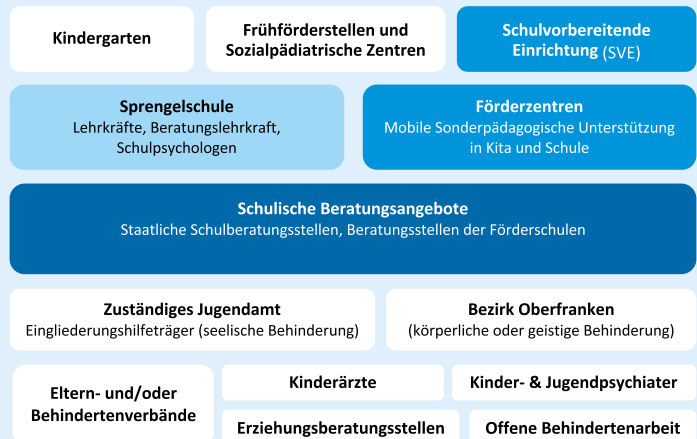 Kindergarten
Frühförderstellen und
Sozialpädiatrische Zentren
Schulvorbereitende
Einrichtung (SVE)
Sprengelschule
Lehrkräfte, Beratungslehrkraft,
Schulpsychologen
Förderzentren
Mobile Sonderpädagogische Unterstützung
in Kita und Schule
Schulische Beratungsangebote
Staatliche Schulberatungsstellen, Beratungsstellen der Förderschulen
Zuständiges Jugendamt
Eingliederungshilfeträger (seelische Behinderung)
Bezirk Oberfranken
(körperliche oder geistige Behinderung)
Eltern- und/oder
Behindertenverbände
Kinderärzte
Kinder- & Jugendpsychiater
Erziehungsberatungsstellen
Offene Behindertenarbeit